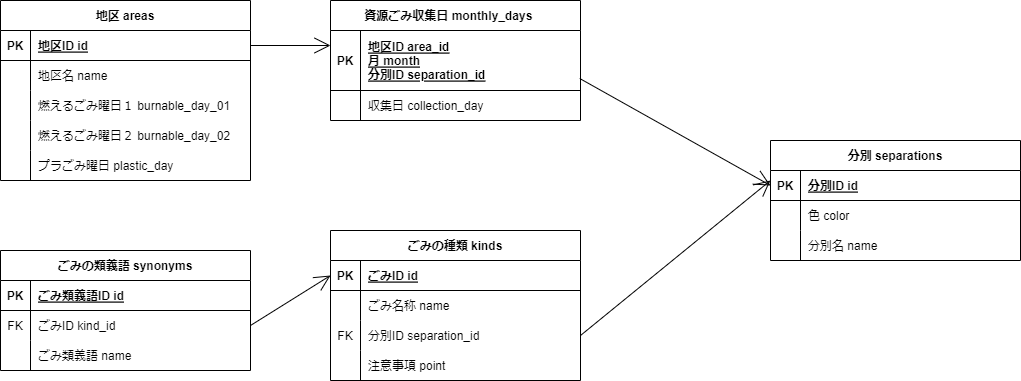 地区 areas
PK 地区ID id
地区名 name
燃えるごみ曜日１ burnable_day_01
燃えるごみ曜日２ burnable_day_02
プラごみ曜日 plastic_day
資源ごみ収集日 monthly_days
地区ID area_id
月 month
PK
分別ID separation_id
収集日 collection_day
分別 separations
PK 分別ID id
色 color
分別名 name
ごみの類義語 synonyms
PK ごみ類義語ID id
FK ごみID kind_id
ごみ類義語 name
ごみの種類 kinds
PK ごみID id
ごみ名称 name
FK 分別ID separation_id
注意事項 point